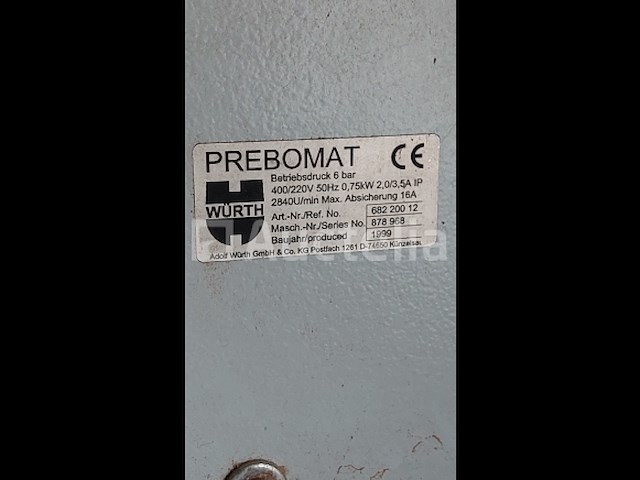 PREBOMAT CE
Betriebsdruck 6 bar
400/220V 50Hz 0,75kW 2,0/3,5A IP
2840U/min Max. Absicherung 16A
WÜRTH
Art.-Nr./Ref. No. 682 200 12
Masch.-Nr./Series No. 878 968
Baujahr/produced 1999
Adolf Würth GmbH & Co. KG Postfach 1261 D-74650 Künzelsau
Auctelia